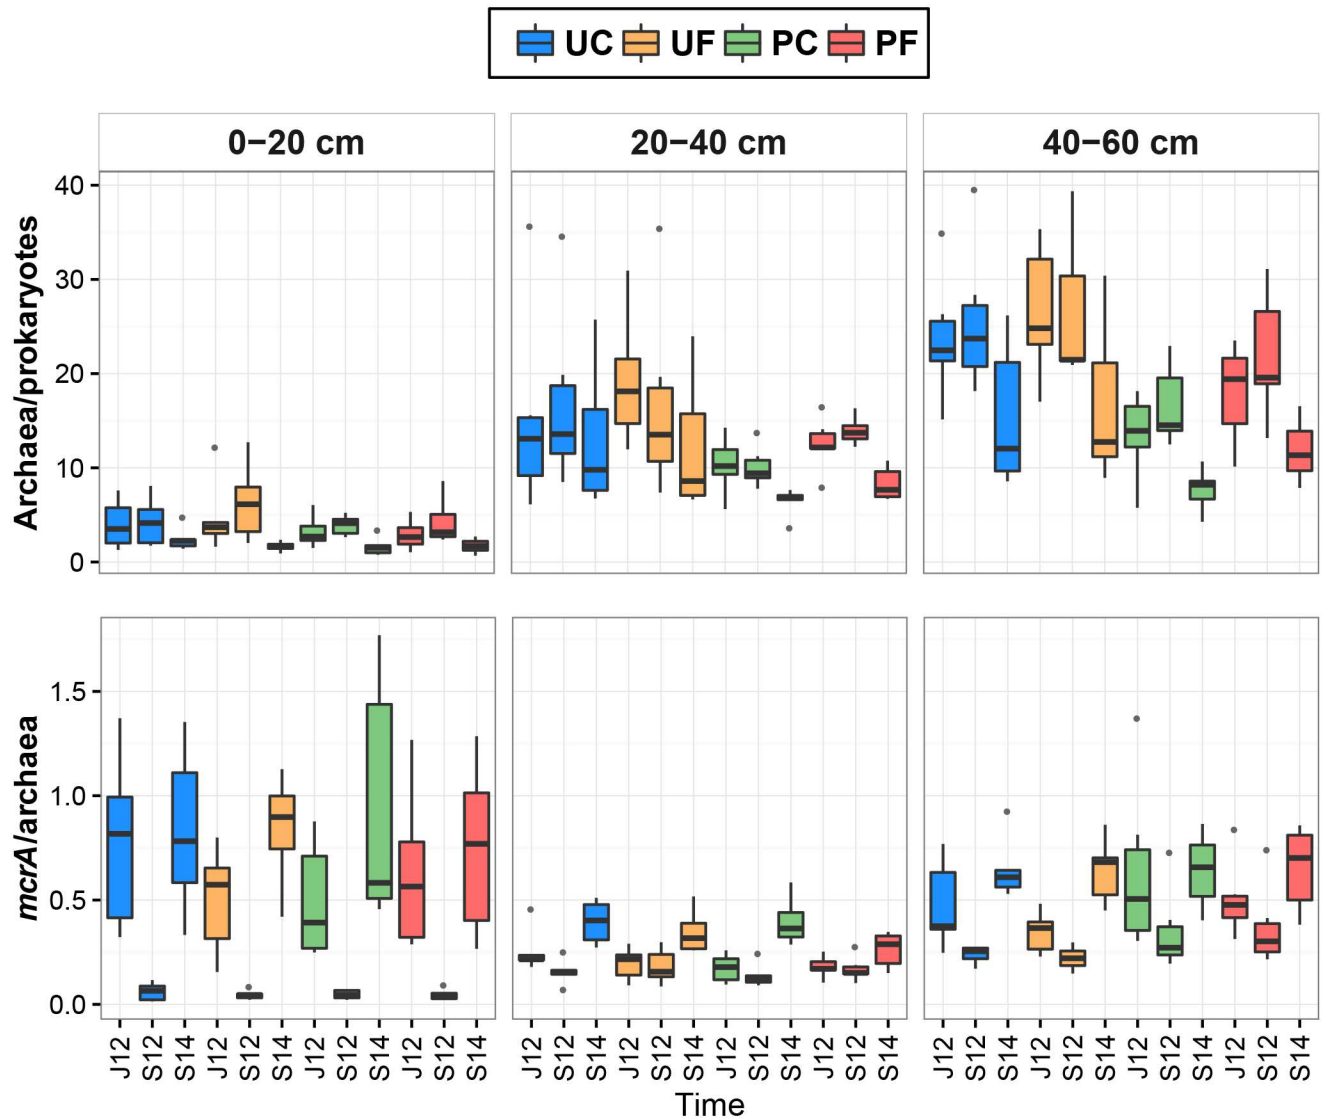 UC UF PC PF
0−20 cm 20−40 cm 40−60 cm
Archaea/prokaryotes
40
30
20
10
0
mcrA/archaea
1.5
1.0
0.5
0.0
J12 S12 S14 J12 S12 S14 J12 S12 S14 J12 S12 S14 J12 S12 S14 J12 S12 S14 J12 S12 S14 J12 S12 S14 J12 S12 S14 J12 S12 S14 J12 S12 S14 J12 S12 S14
Time